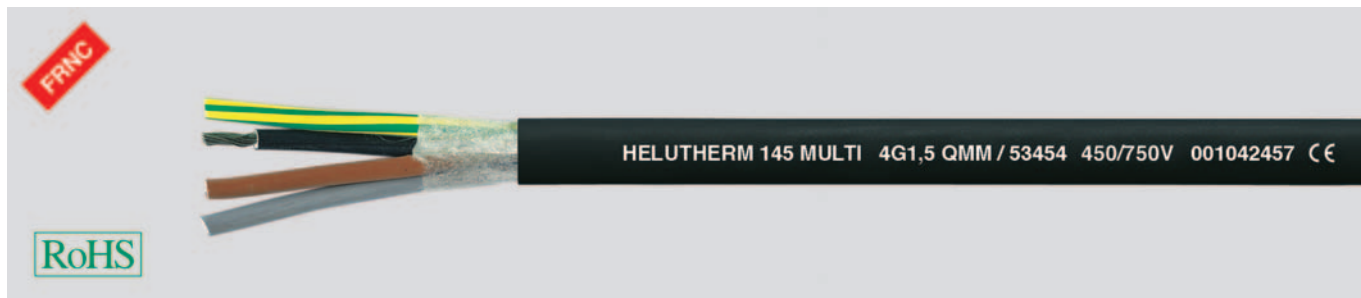 FRNC
HELUTHERM 145 MULTI 4G1,5 QMM / 53454 450/750V 001042457 CE
RoHS